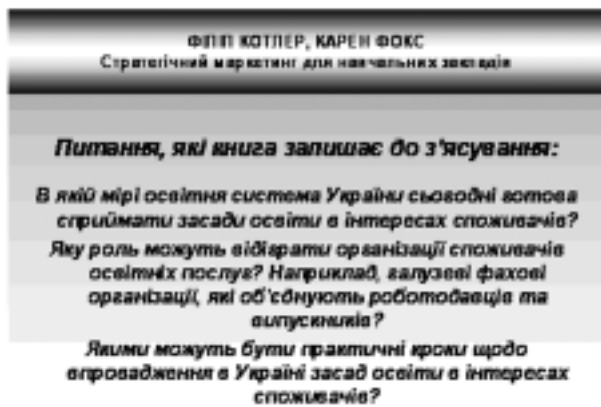 ФІЛІП КОТЛЕР, КАРЕН ФОКС
Стратегічний маркетинг для навчальних закладів
Питання, які книга залишає до з'ясування:
В якій мірі освітня система України сьогодні готова
сприймати засади освіти в інтересах споживачів?
Яку роль можуть відіграти організації споживачів
освітніх послуг? Наприклад, галузеві фахові
організації, які об'єднують роботодавців та
випускників?
Якими можуть бути практичні кроки щодо
впровадження в Україні засад освіти в інтересах
споживачів?